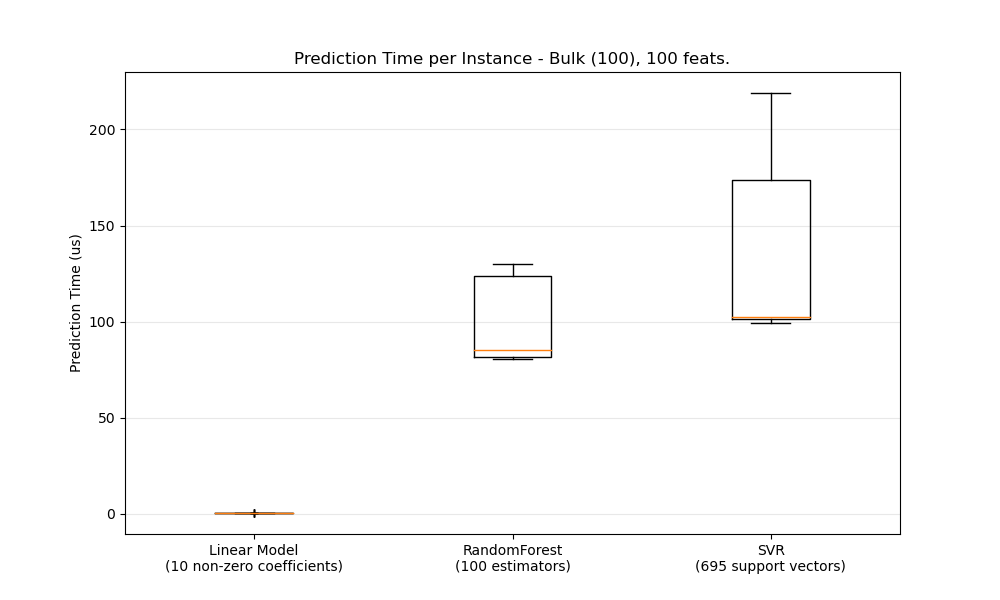 Prediction Time per Instance - Bulk (100), 100 feats.
Prediction Time (us)
200
150
100
50
0
Linear Model
(10 non-zero coefficients)
RandomForest
(100 estimators)
SVR
(695 support vectors)